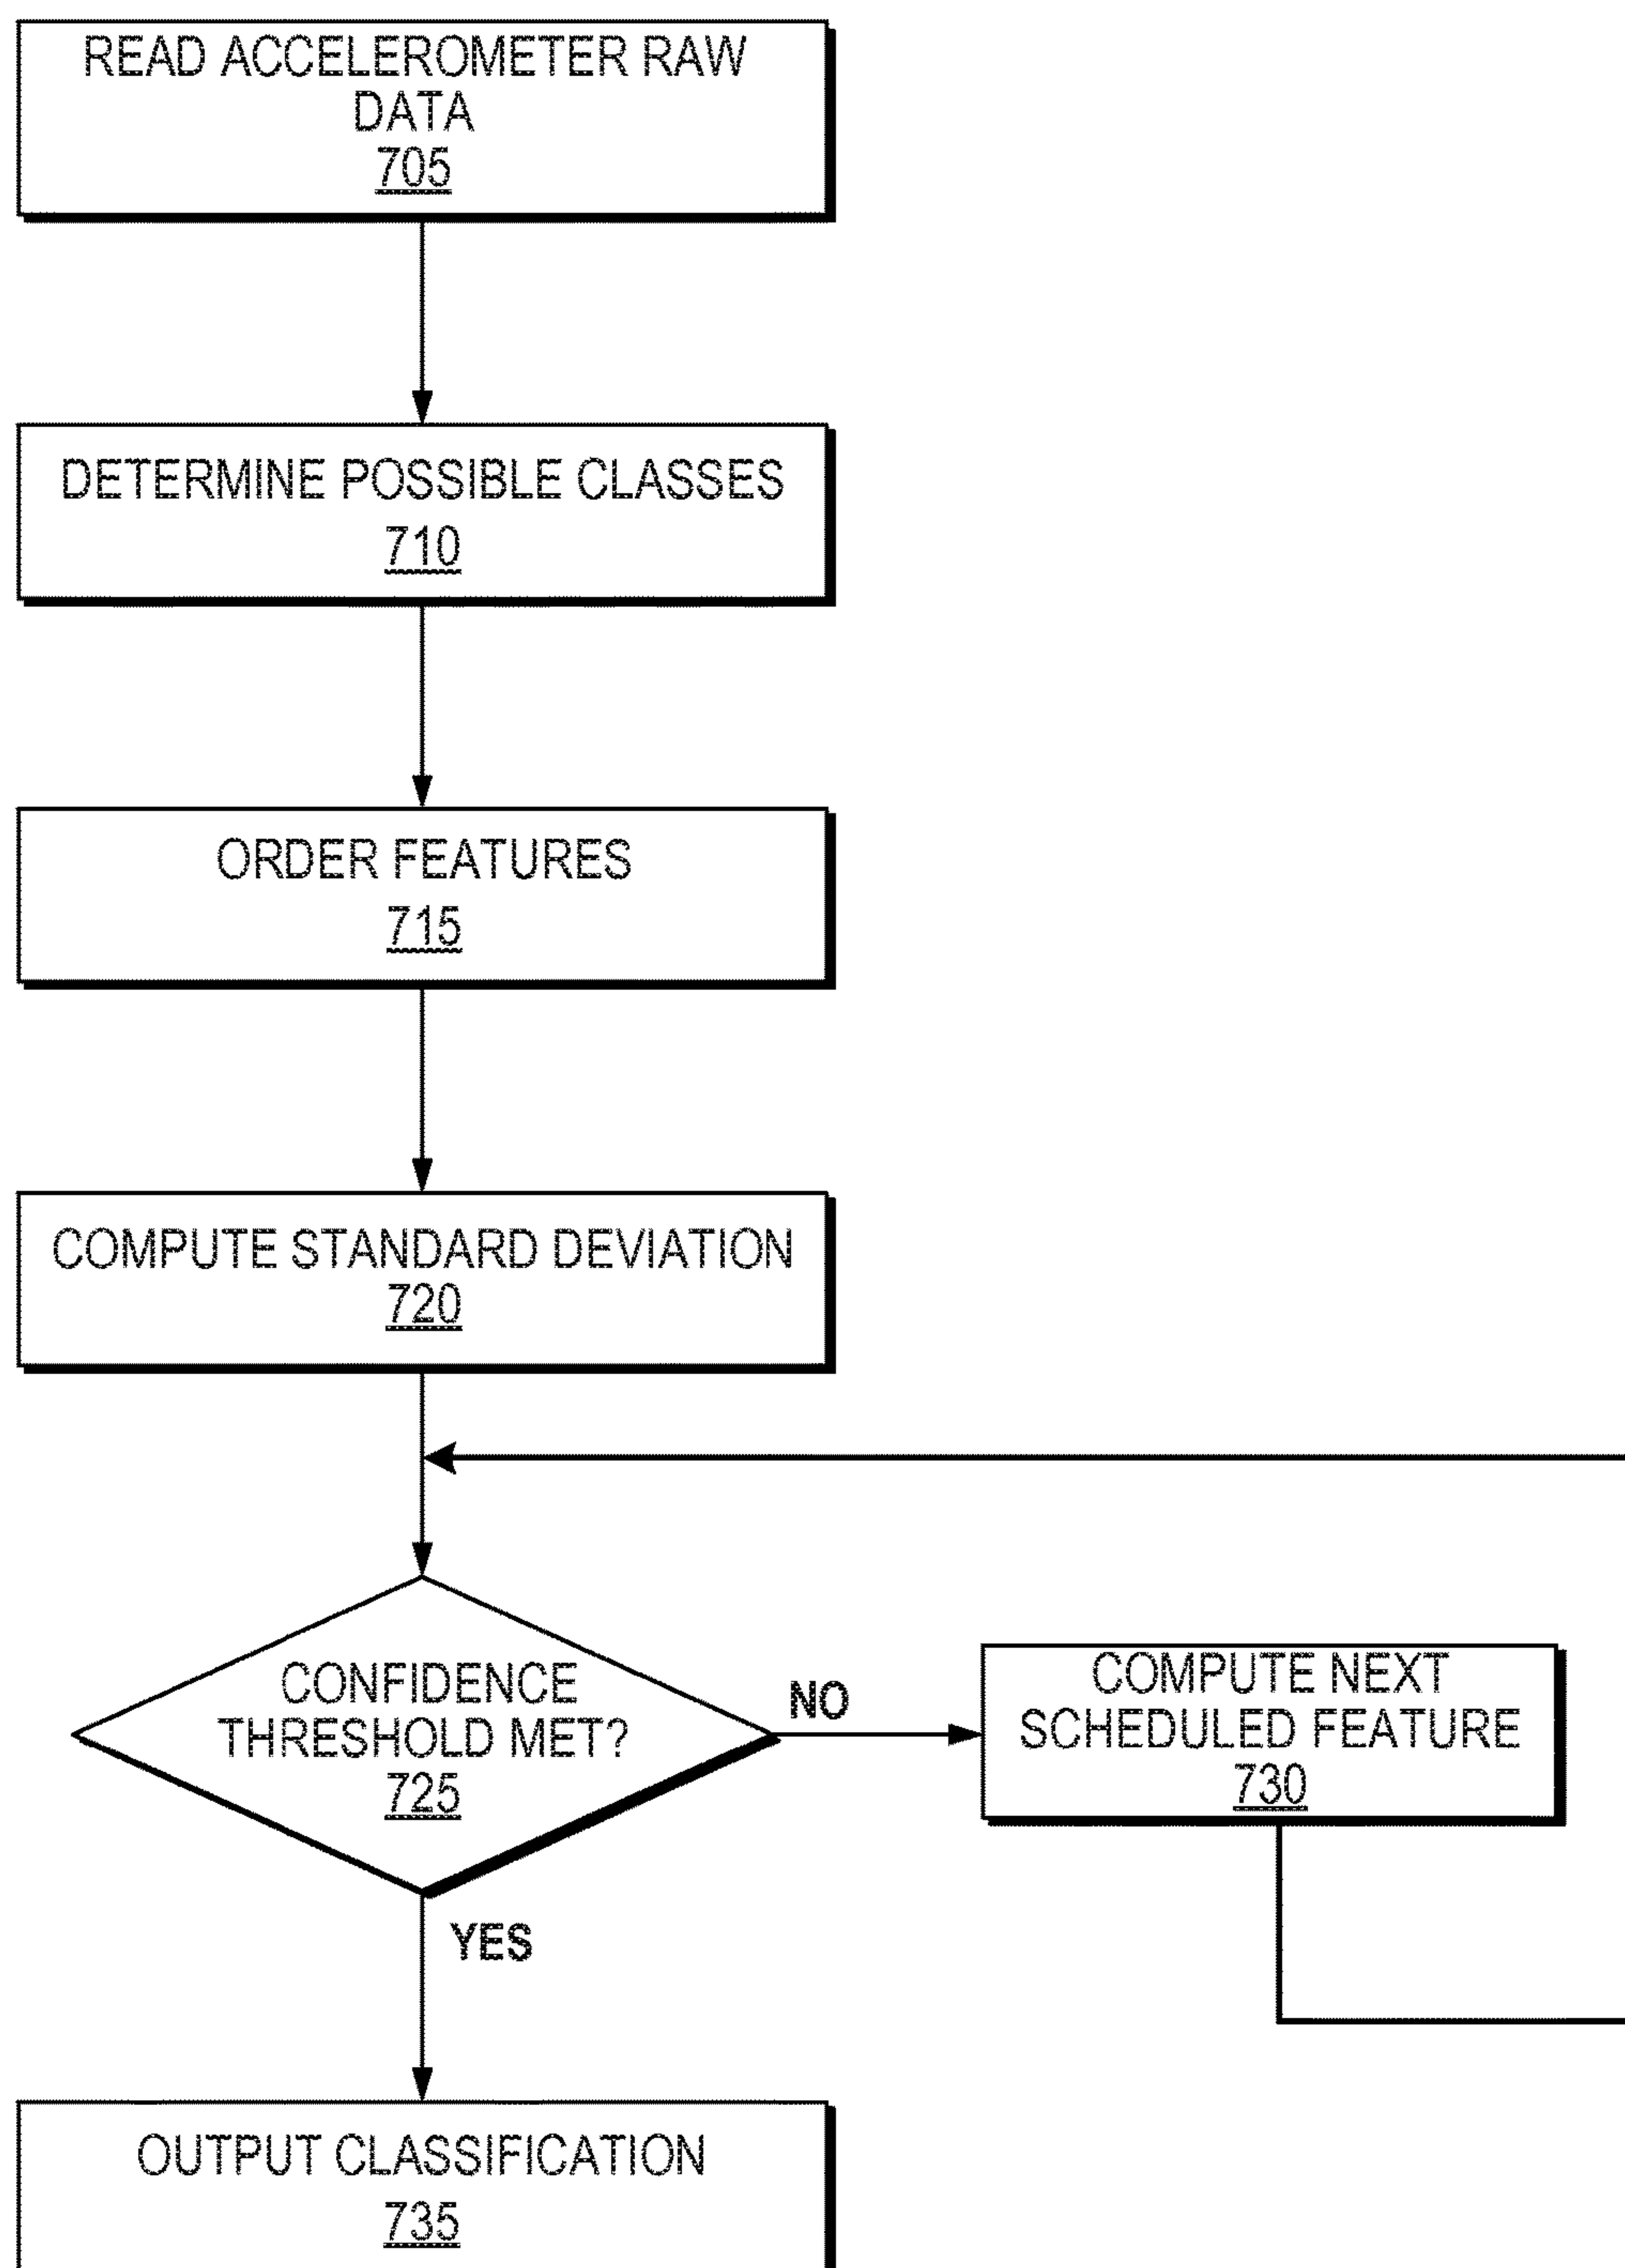 READ ACCELEROMETER RAW
DATA
705
DETERMINE POSSIBLE CLASSES
710
ORDER FEATURES
715
COMPUTE STANDARD DEVIATION
720
CONFIDENCE
THRESHOLD MET?
725
NO
COMPUTE NEXT
SCHEDULED FEATURE
730
YES
OUTPUT CLASSIFICATION
735